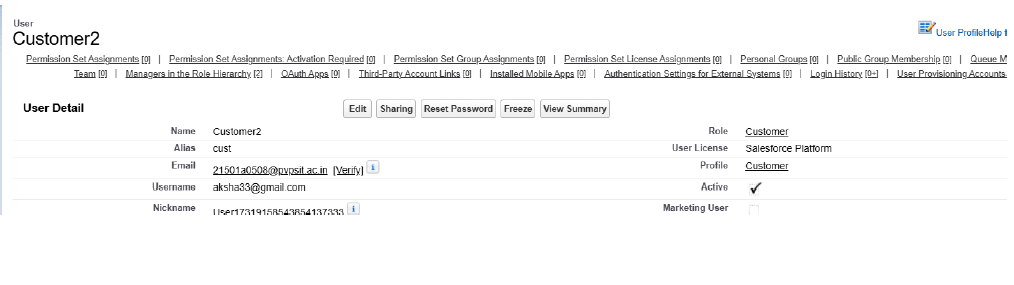 User
Customer2
User ProfileHelp
Permission Set Assignments [0] | Permission Set Assignments: Activation Required [0] | Permission Set Group Assignments [0] | Permission Set License Assignments [0] | Personal Groups [0] | Public Group Membership [0] | Queue M
Team [0] | Managers in the Role Hierarchy [2] | OAuth Apps [0] | Third-Party Account Links [0] | Installed Mobile Apps [0] | Authentication Settings for External Systems [0] | Login History [0+] | User Provisioning Accounts
User Detail Edit Sharing Reset Password Freeze View Summary
Name Customer2 Role Customer
Alias cust User License Salesforce Platform
Email 21501a0508@pvpsit.ac.in [Verify] i Profile Customer
Username aksha33@gmail.com Active
Nickname User17319158543854137333 i Marketing User